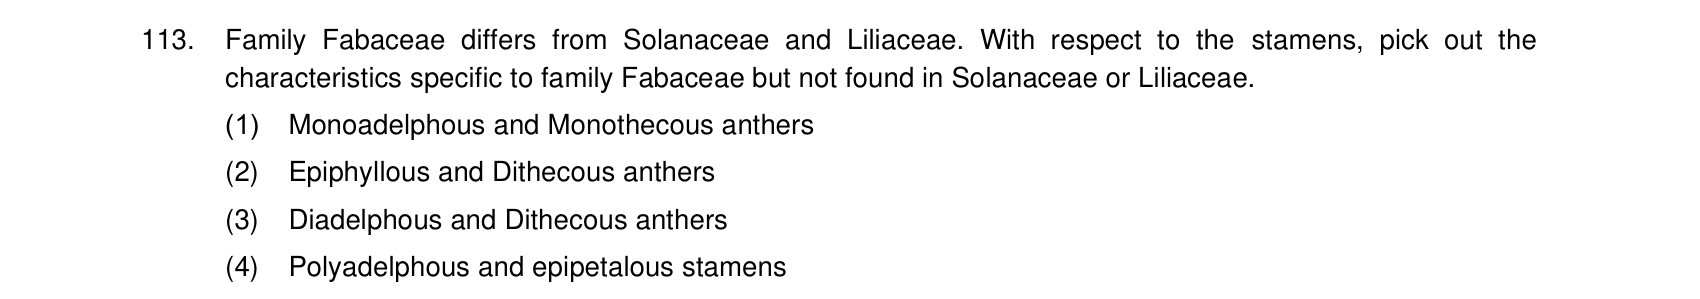 113. Family Fabaceae differs from Solanaceae and Liliaceae. With respect to the stamens, pick out the
characteristics specific to family Fabaceae but not found in Solanaceae or Liliaceae.
(1) Monoadelphous and Monothecous anthers
(2) Epiphyllous and Dithecous anthers
(3) Diadelphous and Dithecous anthers
(4) Polyadelphous and epipetalous stamens